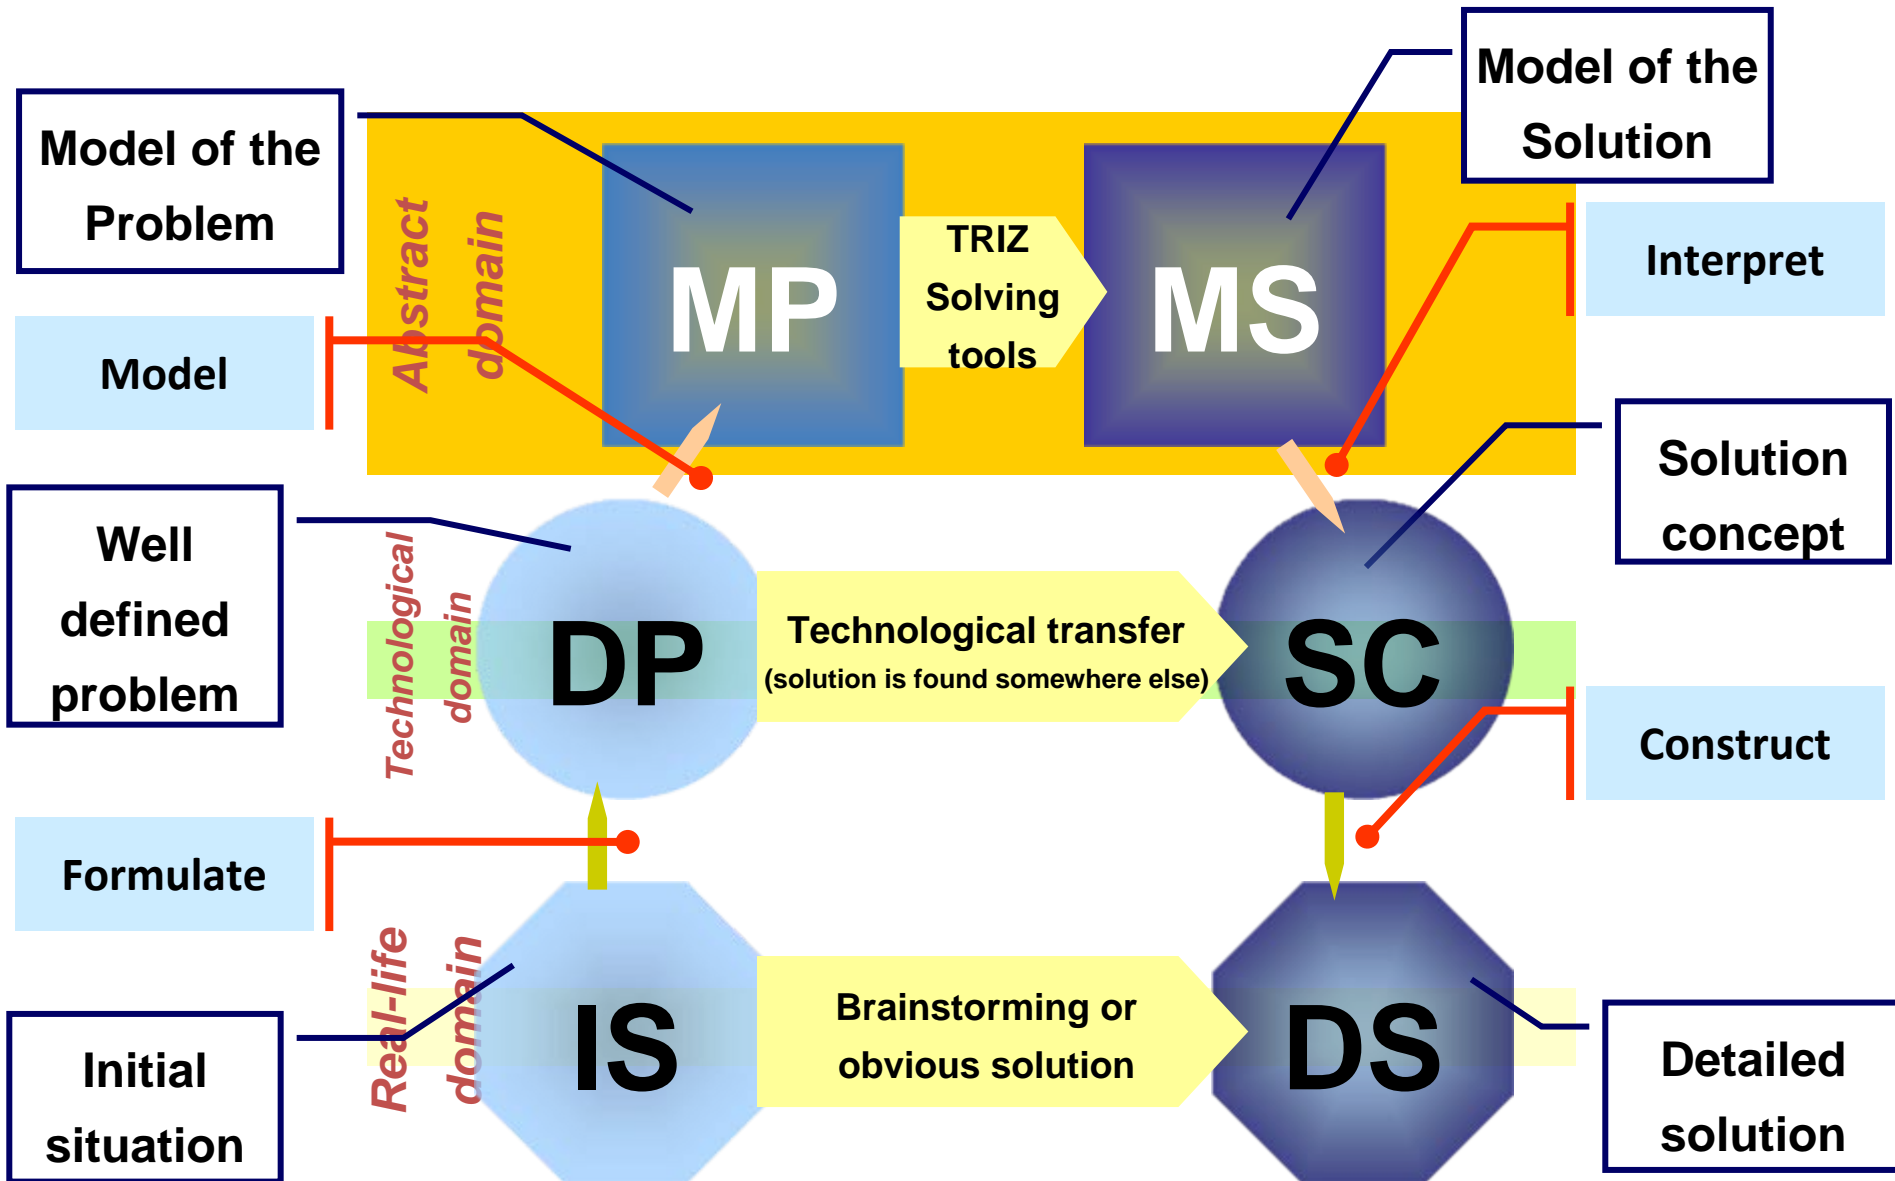 Model of the
Solution
Model of the
Problem
Abstract
domain
MP
TRIZ
Solving
tools
MS
Interpret
Model
Solution
concept
Well
defined
problem
Technological
domain
DP
Technological transfer
(solution is found somewhere else)
SC
Construct
Formulate
Real-life
domain
IS
Brainstorming or
obvious solution
DS
Initial
situation
Detailed
solution